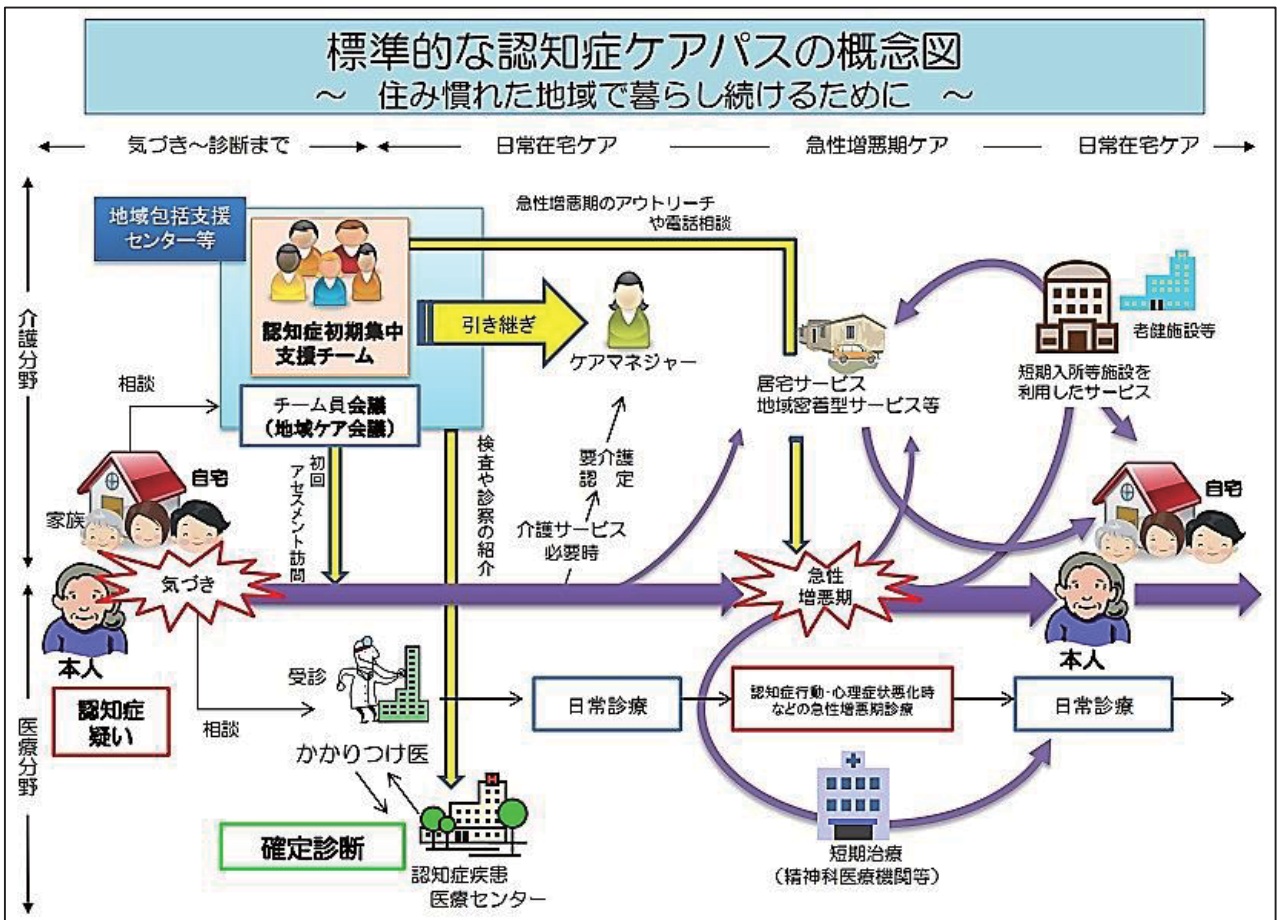 標準的な認知症ケアパスの概念図
～　住み慣れた地域で暮らし続けるために　～
気づき～診断まで
日常在宅ケア
急性増悪期ケア
日常在宅ケア
介護分野
医療分野
地域包括支援
センター等
認知症初期集中
支援チーム
チーム員会議
（地域ケア会議）
急性増悪期のアウトリーチ
や電話相談
引き継ぎ
ケアマネジャー
居宅サービス
地域密着型サービス等
老健施設等
短期入所等施設を
利用したサービス
相談
自宅
家族
初回
アセスメント訪問
検査や診察の紹介
要介護
認　定
介護サービス
必要時
自宅
気づき
急性
増悪期
本人
本人
認知症
疑い
相談
受診
かかりつけ医
日常診療
認知症行動・心理症状悪化時
などの急性増悪期診療
日常診療
確定診断
H
認知症疾患
医療センター
短期治療
（精神科医療機関等）